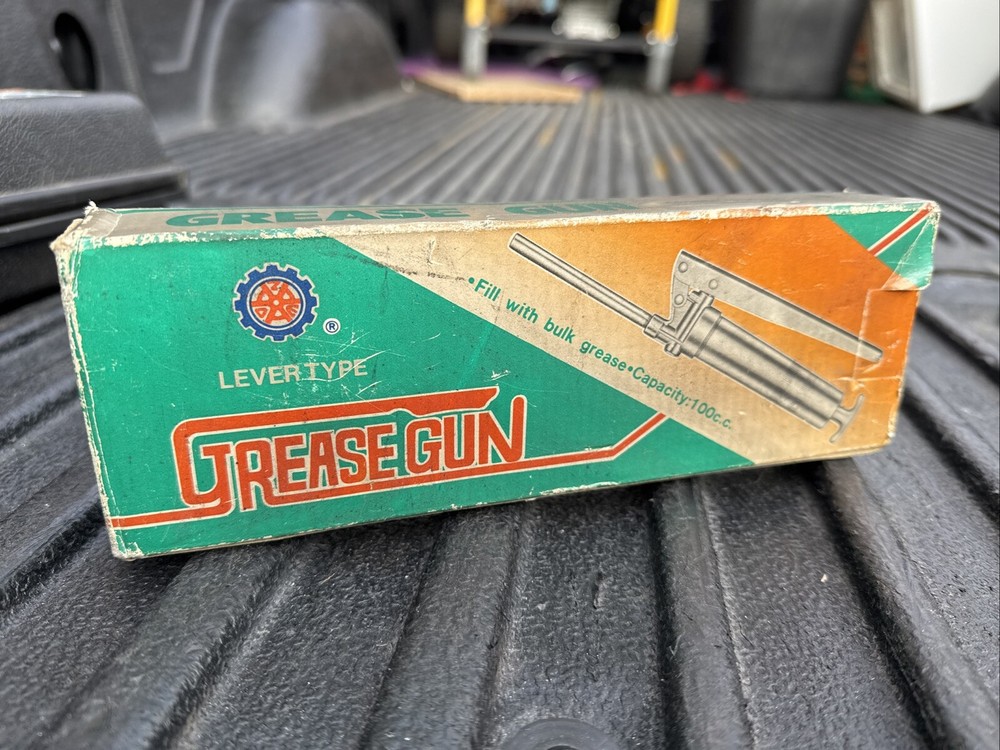 GREASE GUN
®
LEVER TYPE
GREASE GUN
•Fill with bulk grease•Capacity:100c.c.